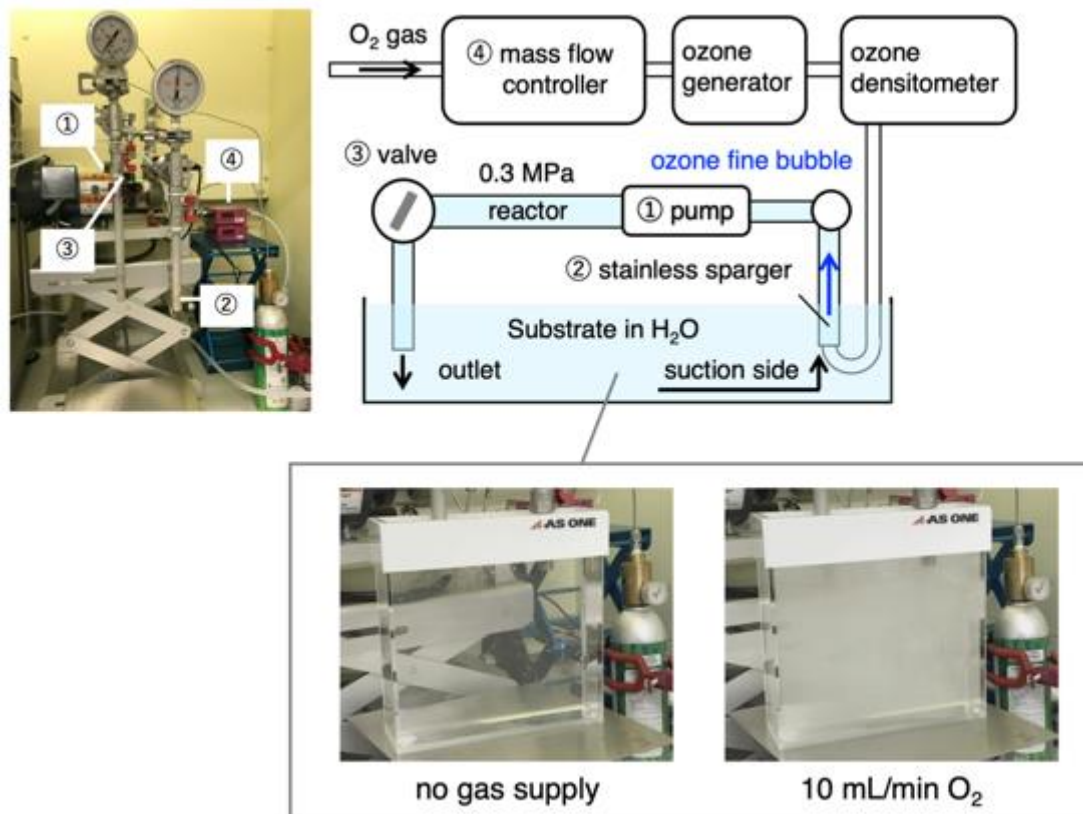 ①
④
③
②
O₂ gas
④ mass flow
controller
ozone
generator
ozone
densitometer
③ valve
0.3 MPa
reactor
① pump
ozone fine bubble
② stainless sparger
Substrate in H₂O
outlet
suction side
AS ONE
AS ONE
no gas supply
10 mL/min O₂